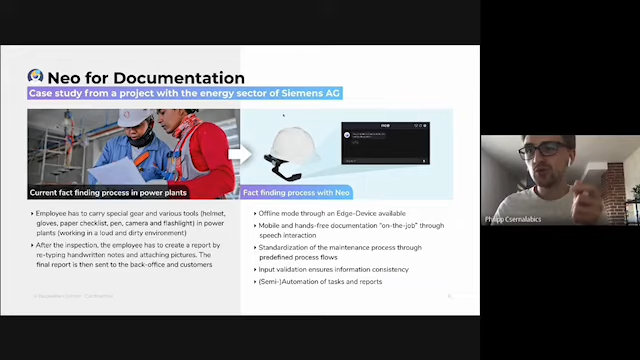 Neo for Documentation
Case study from a project with the energy sector of Siemens AG
Current fact finding process in power plants
Employee has to carry special gear and various tools (helmet,
gloves, paper checklist, pen, camera and flashlight) in power
plants (working in a loud and dirty environment)
After the inspection, the employee has to create a report by
re-typing handwritten notes and attaching pictures. The
final report is then sent to the back-office and customers
neo
Fact finding process with Neo
Offline mode through an Edge-Device available
Mobile and hands-free documentation "on-the-job" through
speech interaction
Standardization of the maintenance process through
predefined process flows
Input validation ensures information consistency
(Semi-)Automation of tasks and reports
Philipp Csernalabics